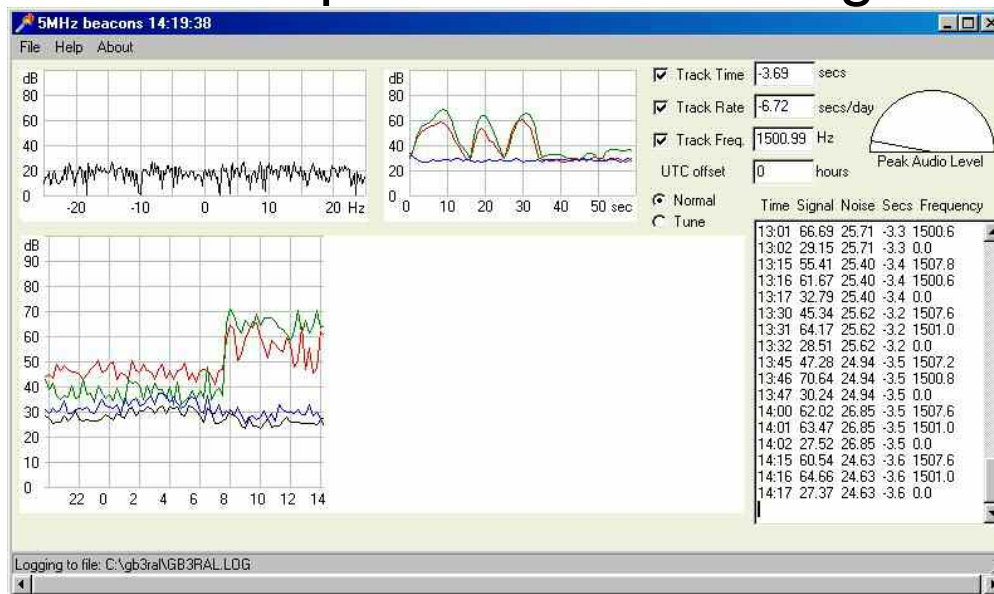 5MHz beacons 14:19:38
File Help About
dB
80
60
40
20
0
-20 -10 0 10 20 Hz
dB
80
60
40
20
0
0 10 20 30 40 50 sec
Track Time -3.69 secs
Track Rate -6.72 secs/day
Track Freq. 1500.99 Hz
UTC offset 0 hours
Normal
Tune
Peak Audio Level
dB
90
80
70
60
50
40
30
20
10
0
22 0 2 4 6 8 10 12 14
Time Signal Noise Secs Frequency
13:01 66.69 25.71 -3.3 1500.6
13:02 29.15 25.71 -3.3 0.0
13:15 55.41 25.40 -3.4 1507.8
13:16 61.67 25.40 -3.4 1500.6
13:17 32.79 25.40 -3.4 0.0
13:30 45.34 25.62 -3.2 1507.6
13:31 64.17 25.62 -3.2 1501.0
13:32 28.51 25.62 -3.2 0.0
13:45 47.28 24.94 -3.5 1507.2
13:46 70.64 24.94 -3.5 1500.8
13:47 30.24 24.94 -3.5 0.0
14:00 62.02 26.85 -3.5 1507.6
14:01 63.47 26.85 -3.5 1501.0
14:02 27.52 26.85 -3.5 0.0
14:15 60.54 24.63 -3.6 1507.6
14:16 64.66 24.63 -3.6 1501.0
14:17 27.37 24.63 -3.6 0.0
Logging to file: C:\gb3ral\GB3RAL.LOG